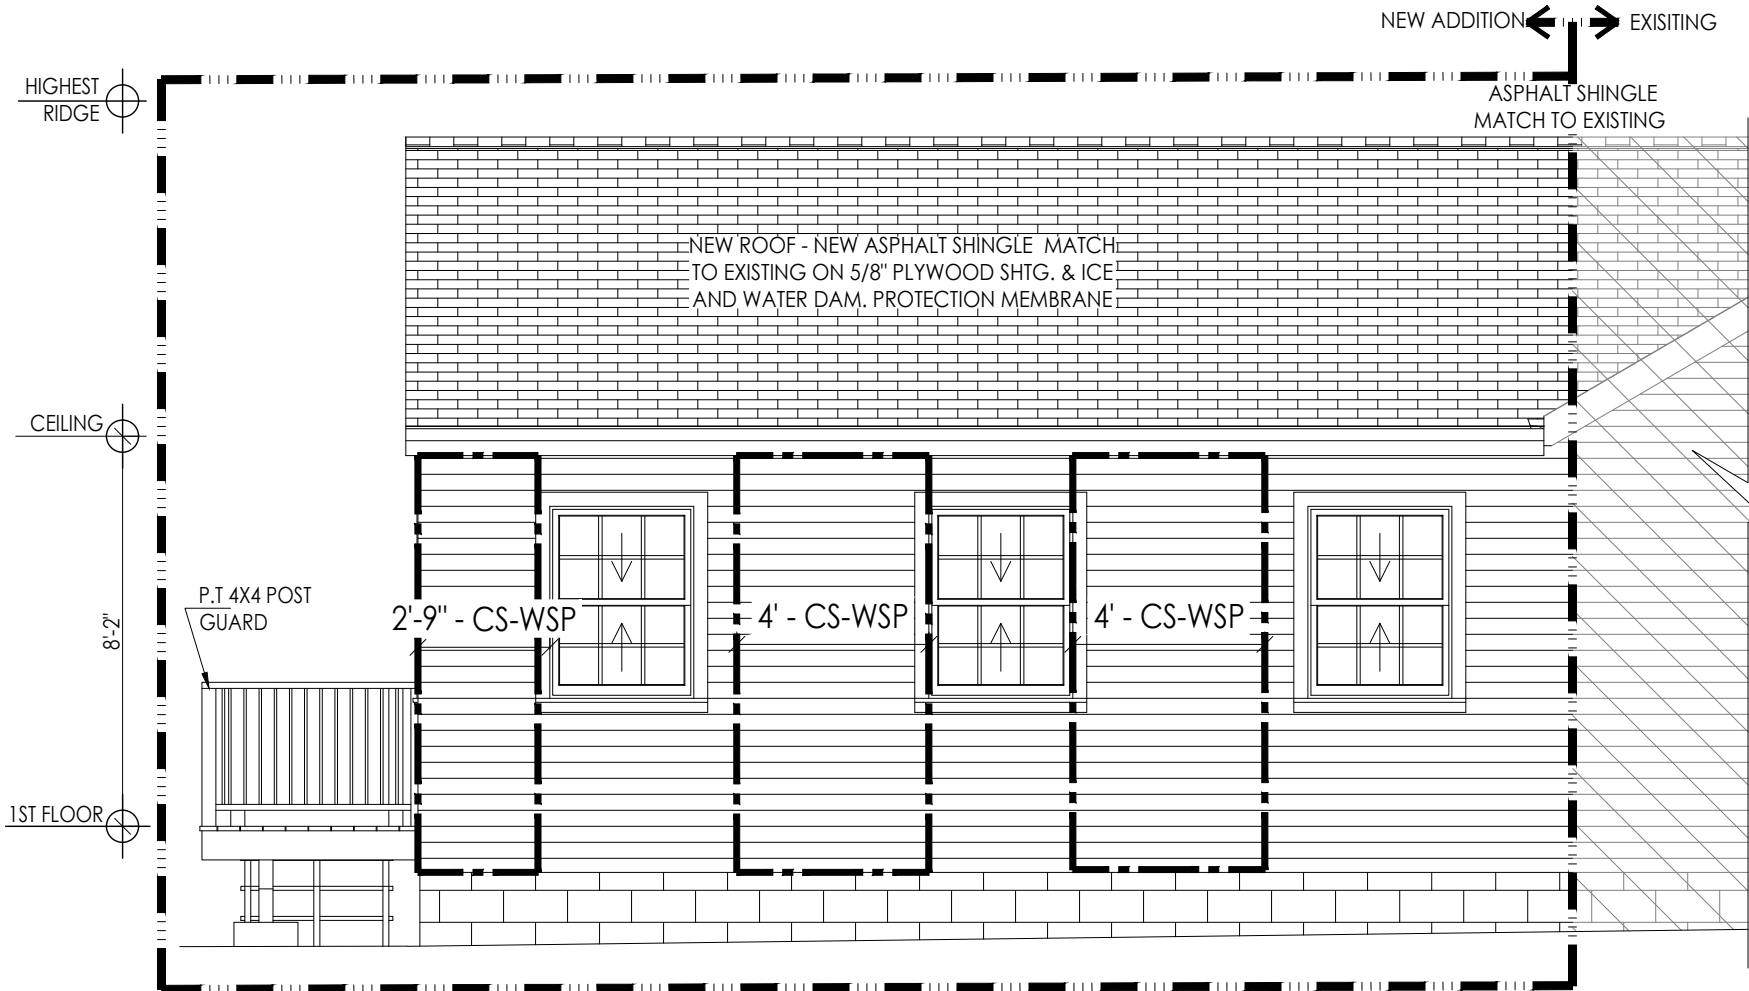 NEW ADDITION
EXISITING
HIGHEST
RIDGE
ASPHALT SHINGLE
MATCH TO EXISTING
NEW ROOF - NEW ASPHALT SHINGLE MATCH
TO EXISTING ON 5/8" PLYWOOD SHTG. & ICE
AND WATER DAM. PROTECTION MEMBRANE
CEILING
P.T 4X4 POST
GUARD
8'-2"
2'-9" - CS-WSP
4' - CS-WSP
4' - CS-WSP
1ST FLOOR